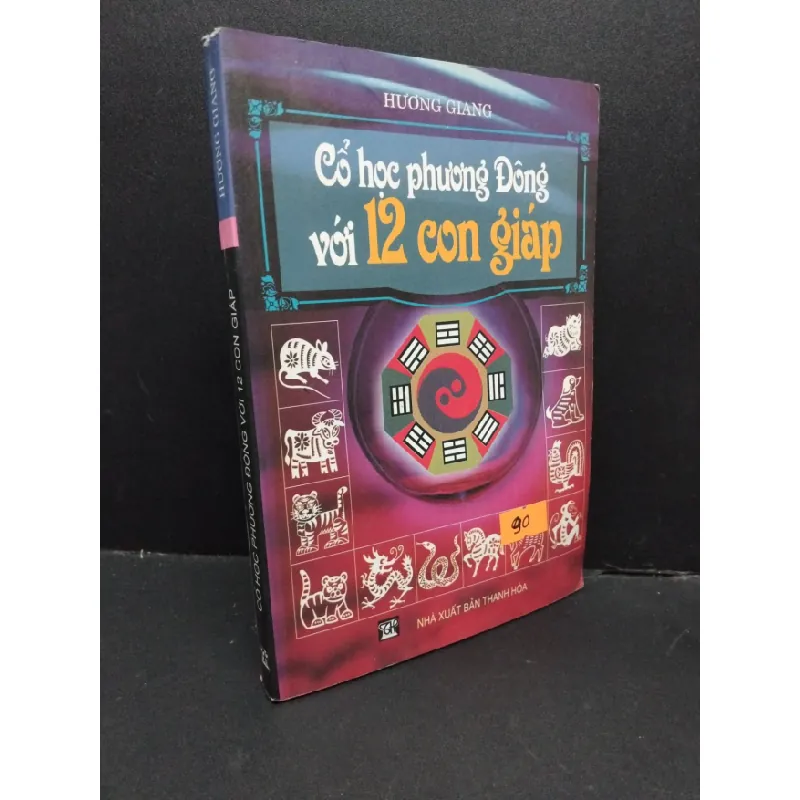 HƯƠNG GIANG
Cổ học phương Đông
với 12 con giáp
90
NHÀ XUẤT BẢN THANH HÓA
HƯƠNG GIANG
CỔ HỌC PHƯƠNG ĐÔNG VỚI 12 CON GIÁP